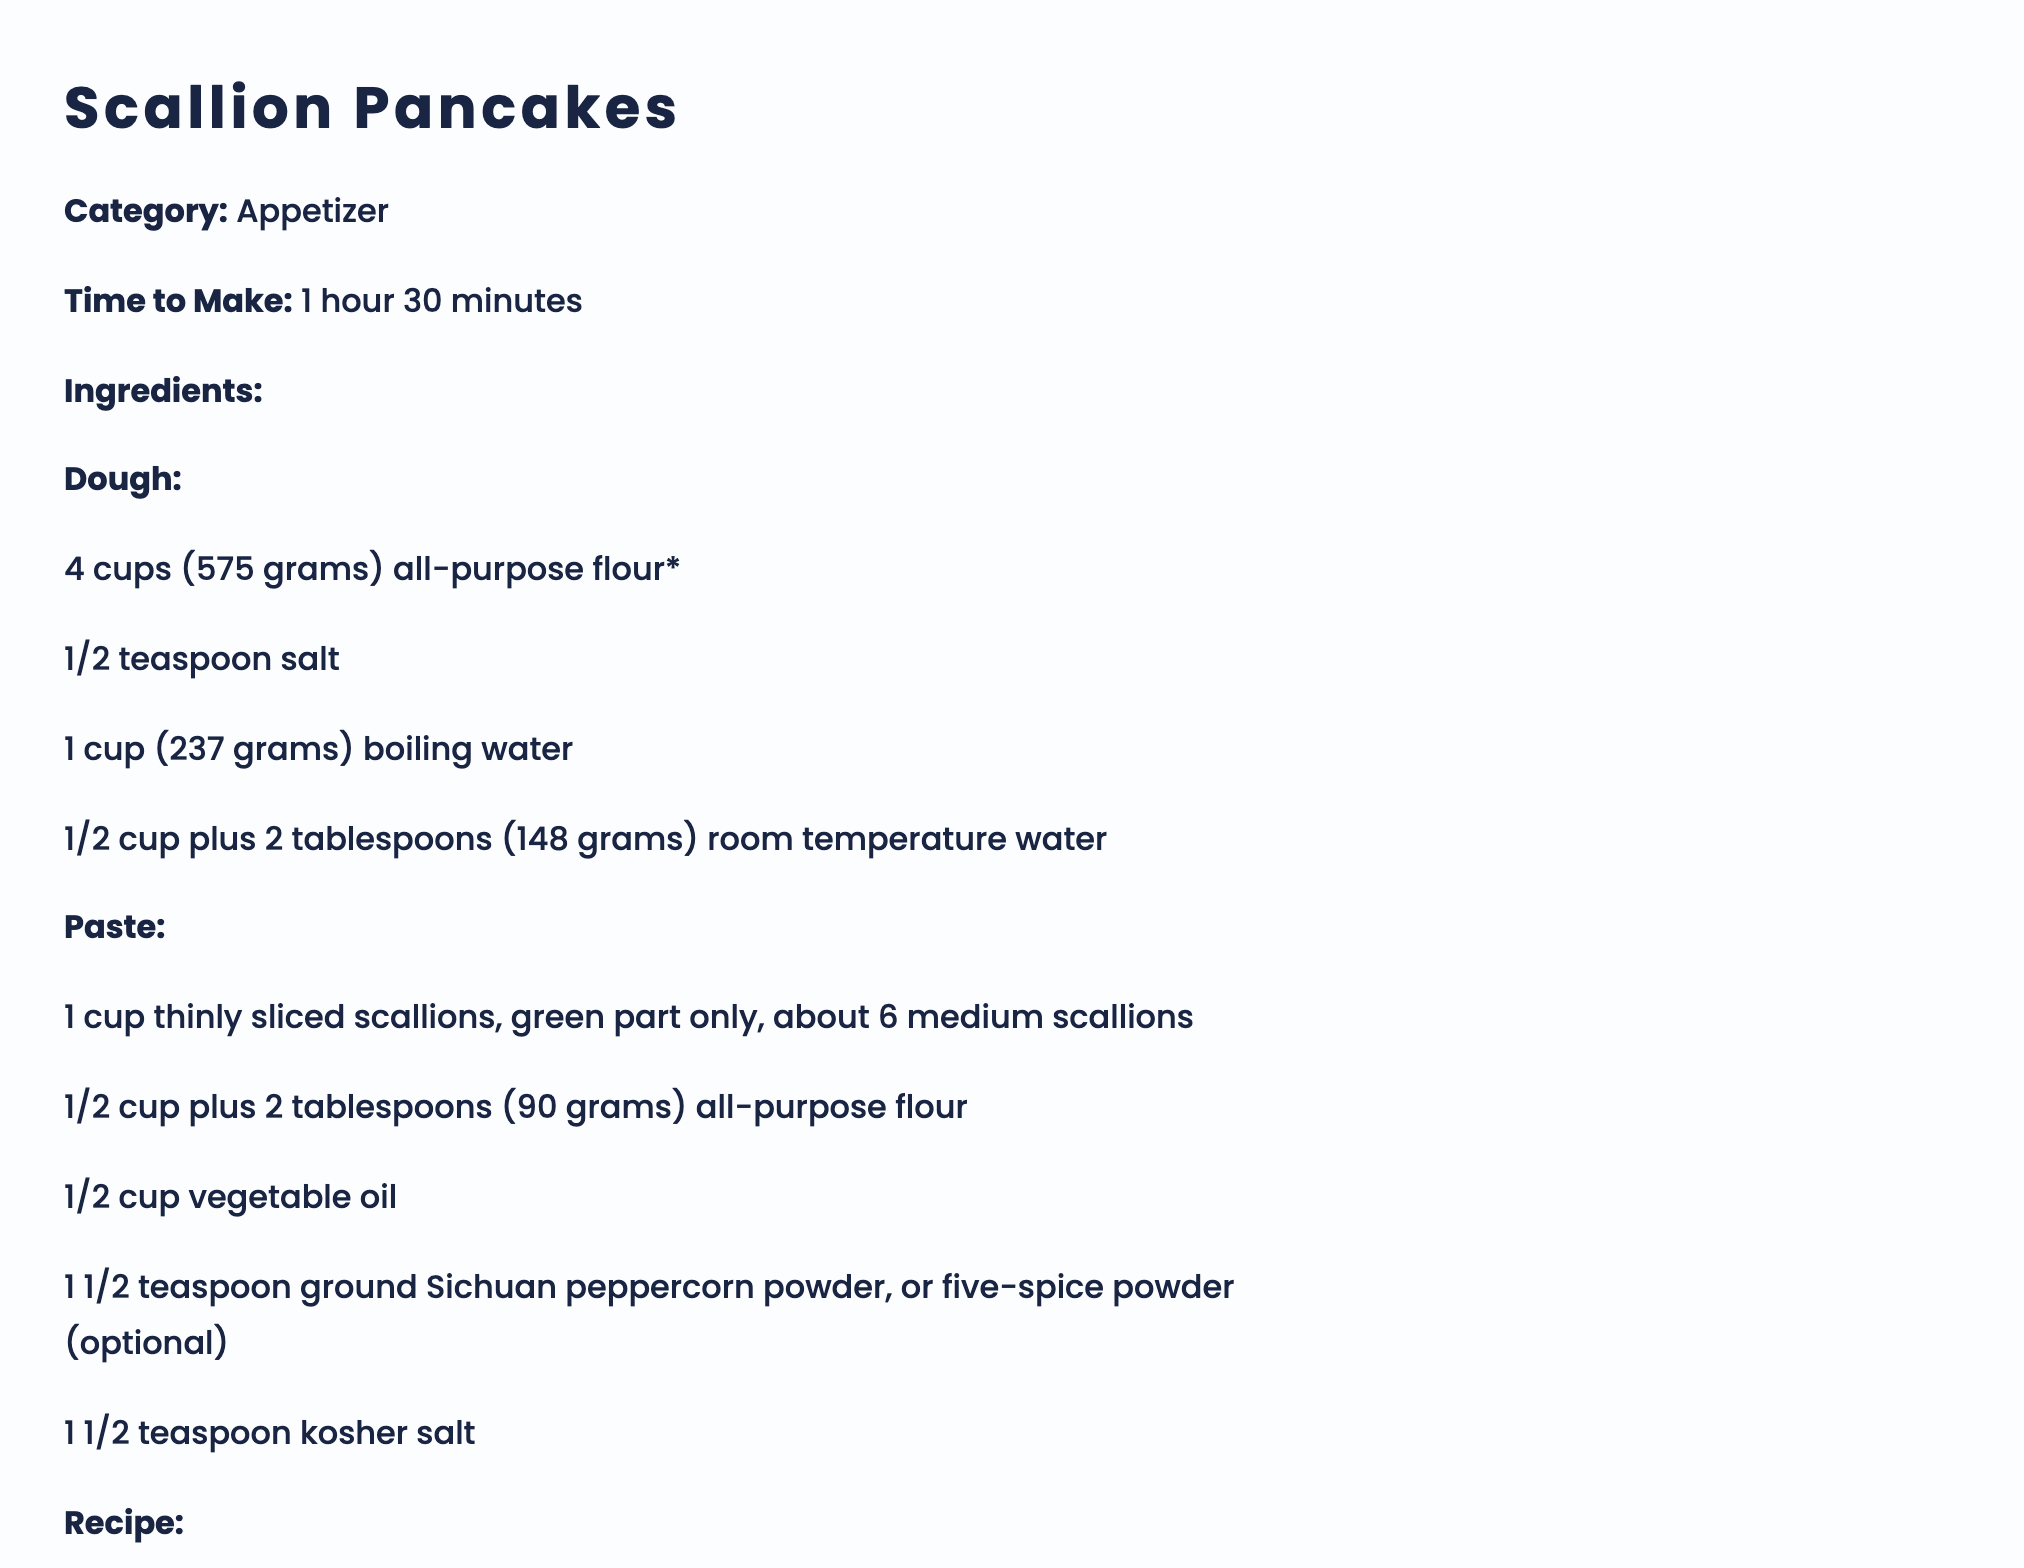 Scallion Pancakes
Category: Appetizer
Time to Make: 1 hour 30 minutes
Ingredients:
Dough:
4 cups (575 grams) all-purpose flour*
1/2 teaspoon salt
1 cup (237 grams) boiling water
1/2 cup plus 2 tablespoons (148 grams) room temperature water
Paste:
1 cup thinly sliced scallions, green part only, about 6 medium scallions
1/2 cup plus 2 tablespoons (90 grams) all-purpose flour
1/2 cup vegetable oil
1 1/2 teaspoon ground Sichuan peppercorn powder, or five-spice powder
(optional)
1 1/2 teaspoon kosher salt
Recipe: